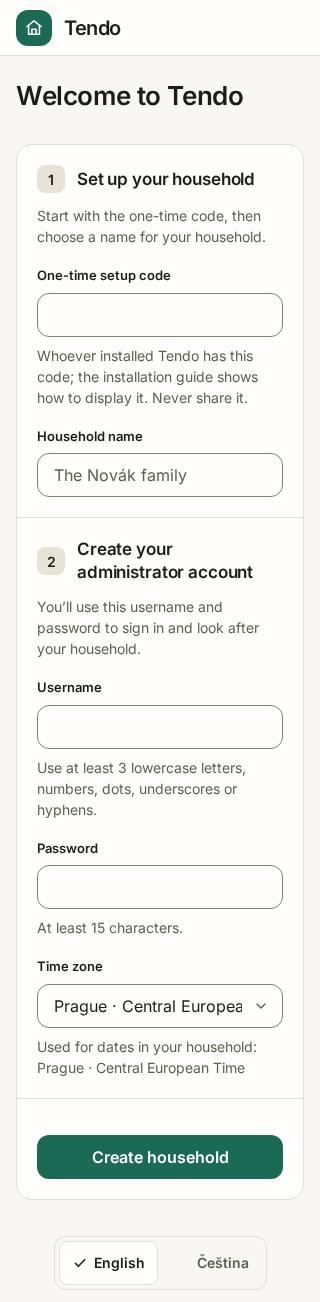 Tendo
Welcome to Tendo
1 Set up your household
Start with the one-time code, then
choose a name for your household.
One-time setup code
Whoever installed Tendo has this
code; the installation guide shows
how to display it. Never share it.
Household name
The Novák family
2 Create your
administrator account
You’ll use this username and
password to sign in and look after
your household.
Username
Use at least 3 lowercase letters,
numbers, dots, underscores or
hyphens.
Password
At least 15 characters.
Time zone
Prague · Central Europea
Used for dates in your household:
Prague · Central European Time
Create household
English Čeština